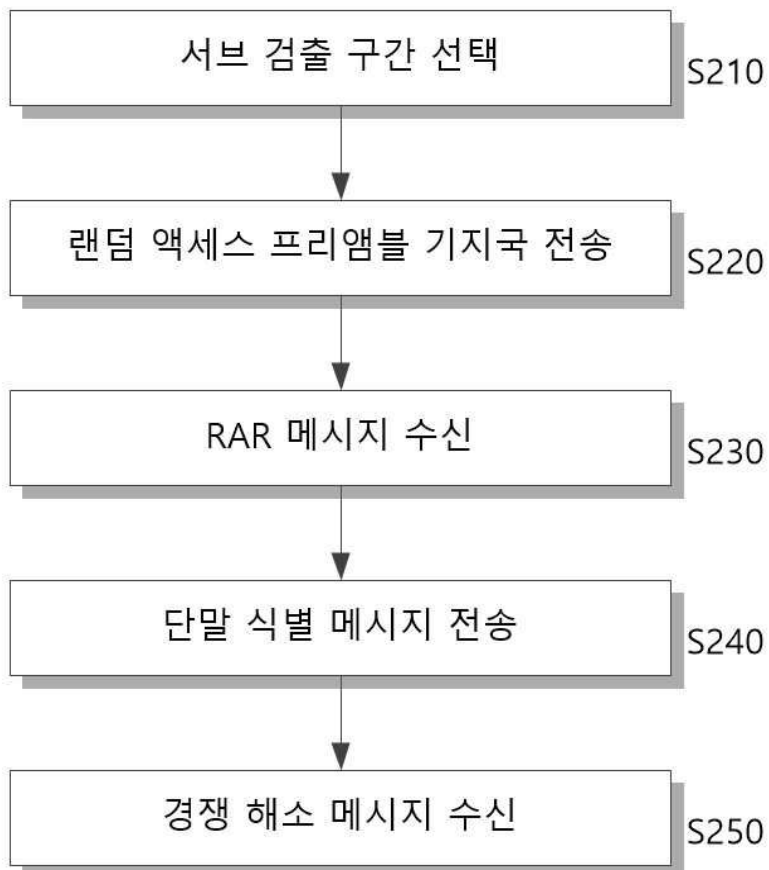 서브 검출 구간 선택
S210
랜덤 액세스 프리앰블 기지국 전송
S220
RAR 메시지 수신
S230
단말 식별 메시지 전송
S240
경쟁 해소 메시지 수신
S250